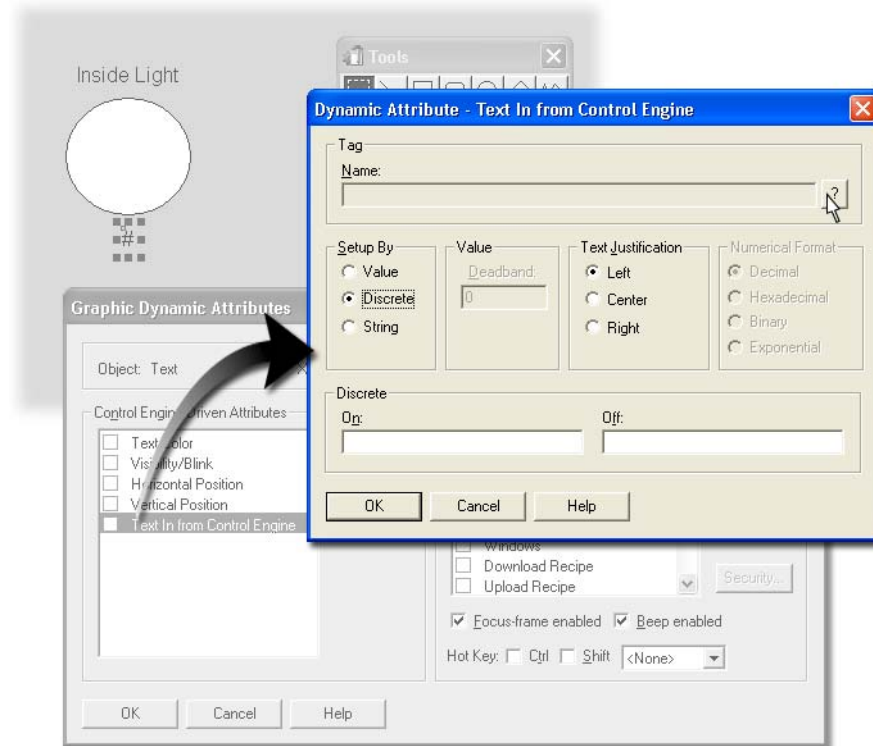 Inside Light
#
Tools
Dynamic Attribute - Text In from Control Engine
Tag
Name:
?
Setup By
Value
Discrete
String
Value
Deadband:
0
Text Justification
Left
Center
Right
Numerical Format
Decimal
Hexadecimal
Binary
Exponential
Discrete
On:
Off:
OK
Cancel
Help
Graphic Dynamic Attributes
Object: Text
Control Engine Driven Attributes
Text Color
Visibility/Blink
Horizontal Position
Vertical Position
Text In from Control Engine
Windows
Download Recipe
Upload Recipe
Security...
Focus-frame enabled
Beep enabled
Hot Key:
Ctrl
Shift
<None>
OK
Cancel
Help